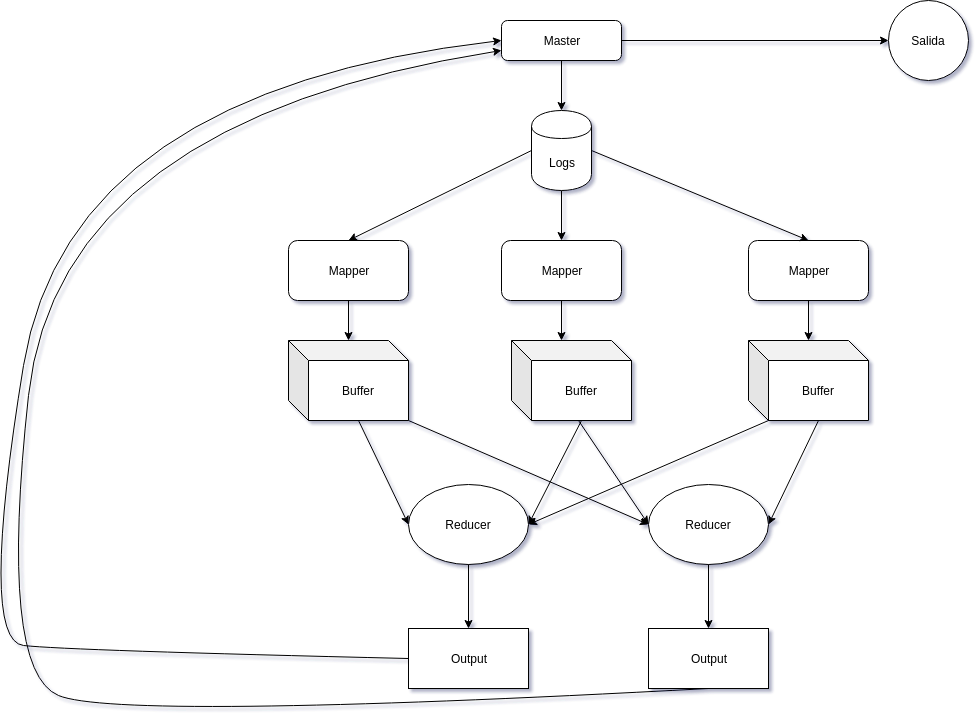 Master
Salida
Logs
Mapper
Mapper
Mapper
Buffer
Buffer
Buffer
Reducer
Reducer
Output
Output